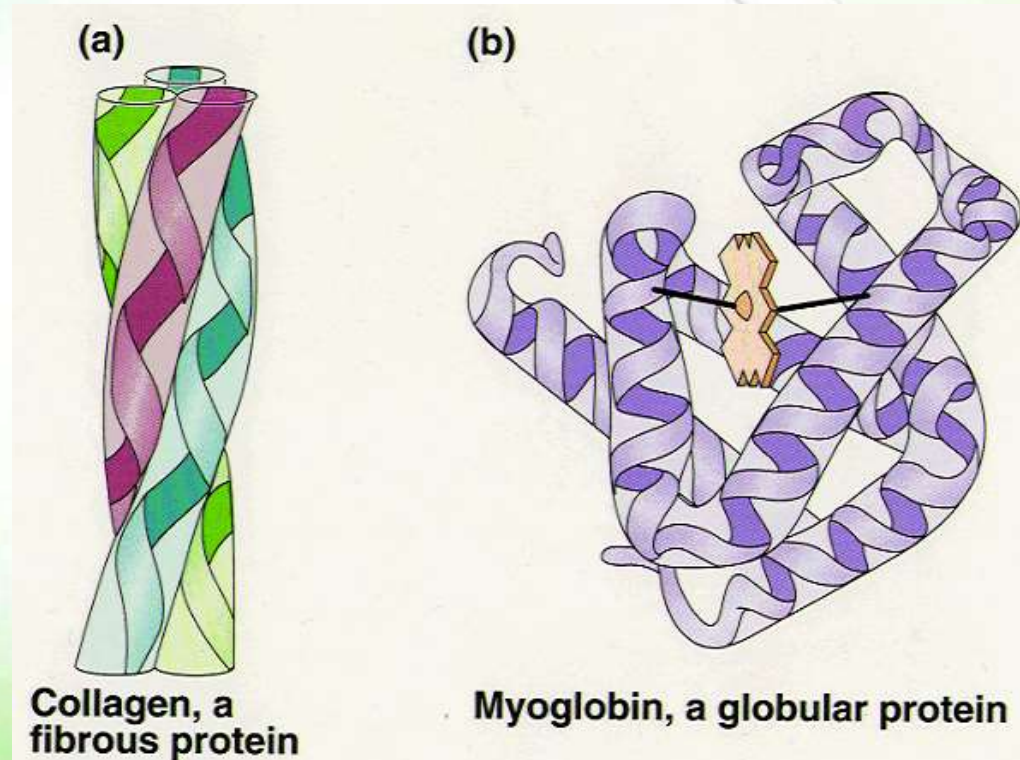 (a)
(b)
Collagen, a
fibrous protein
Myoglobin, a globular protein